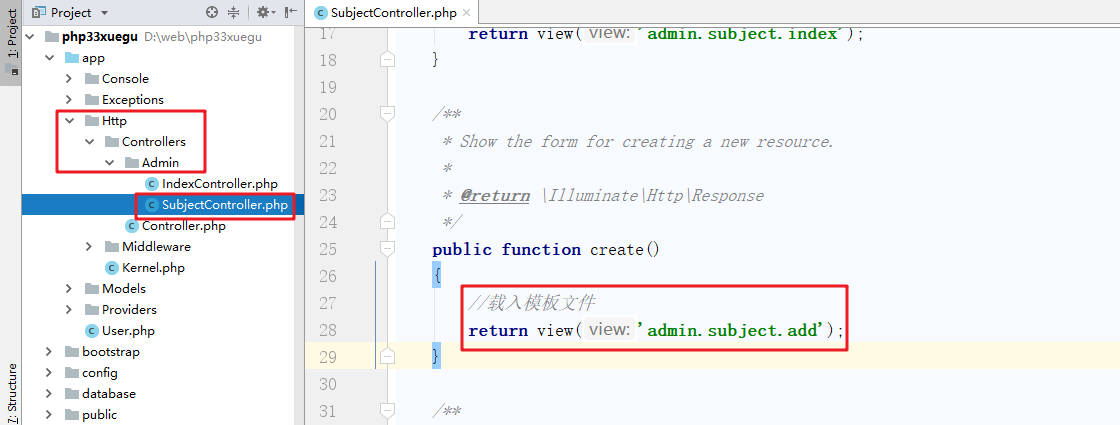 1: Project
Z: Structure
Project
php33xuegu D:\web\php33xuegu
app
Console
Exceptions
Http
Controllers
Admin
IndexController.php
SubjectController.php
Controller.php
Middleware
Kernel.php
Models
Providers
User.php
bootstrap
config
database
public
SubjectController.php
17 return view( view: 'admin.subject.index');
18 }
19
20 /**
21 * Show the form for creating a new resource.
22 *
23 * @return \Illuminate\Http\Response
24 */
25 public function create()
26 {
27 //载入模板文件
28 return view( view: 'admin.subject.add');
29 }
30
31 /**